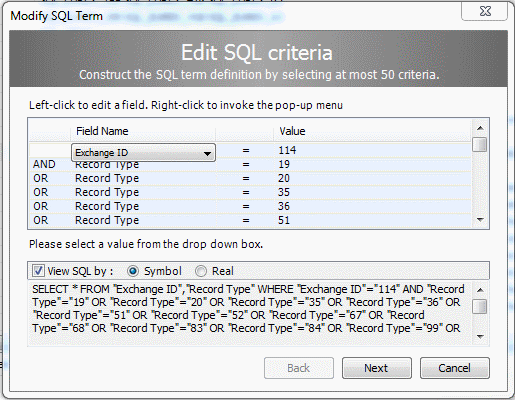 Modify SQL Term
Edit SQL criteria
Construct the SQL term definition by selecting at most 50 criteria.
Left-click to edit a field. Right-click to invoke the pop-up menu
Field Name Value
Exchange ID = 114
AND Record Type = 19
OR Record Type = 20
OR Record Type = 35
OR Record Type = 36
OR Record Type = 51
Please select a value from the drop down box.
View SQL by : Symbol Real
SELECT * FROM "Exchange ID","Record Type" WHERE "Exchange ID"="114" AND "Record
Type"="19" OR "Record Type"="20" OR "Record Type"="35" OR "Record Type"="36" OR
"Record Type"="51" OR "Record Type"="52" OR "Record Type"="67" OR "Record
Type"="68" OR "Record Type"="83" OR "Record Type"="84" OR "Record Type"="99" OR
Back Next Cancel